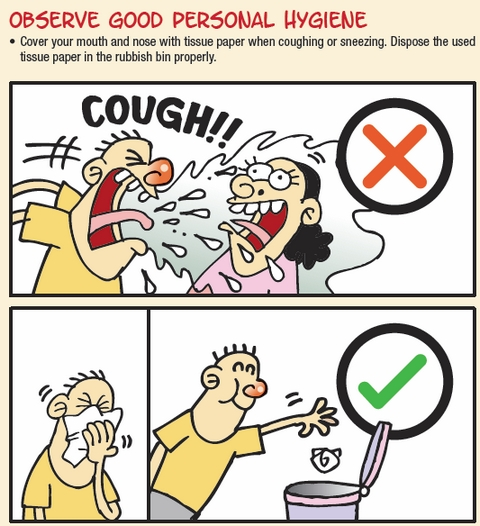 OBSERVE GOOD PERSONAL HYGIENE
• Cover your mouth and nose with tissue paper when coughing or sneezing. Dispose the used
tissue paper in the rubbish bin properly.
COUGH!!